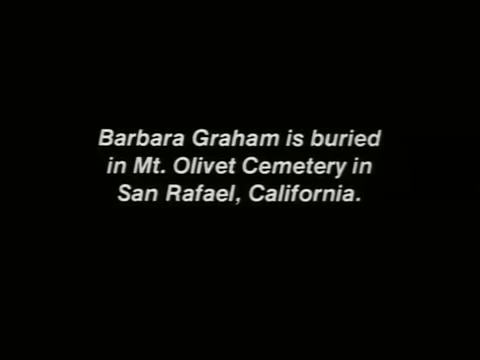 Barbara Graham is buried
in Mt. Olivet Cemetery in
San Rafael, California.